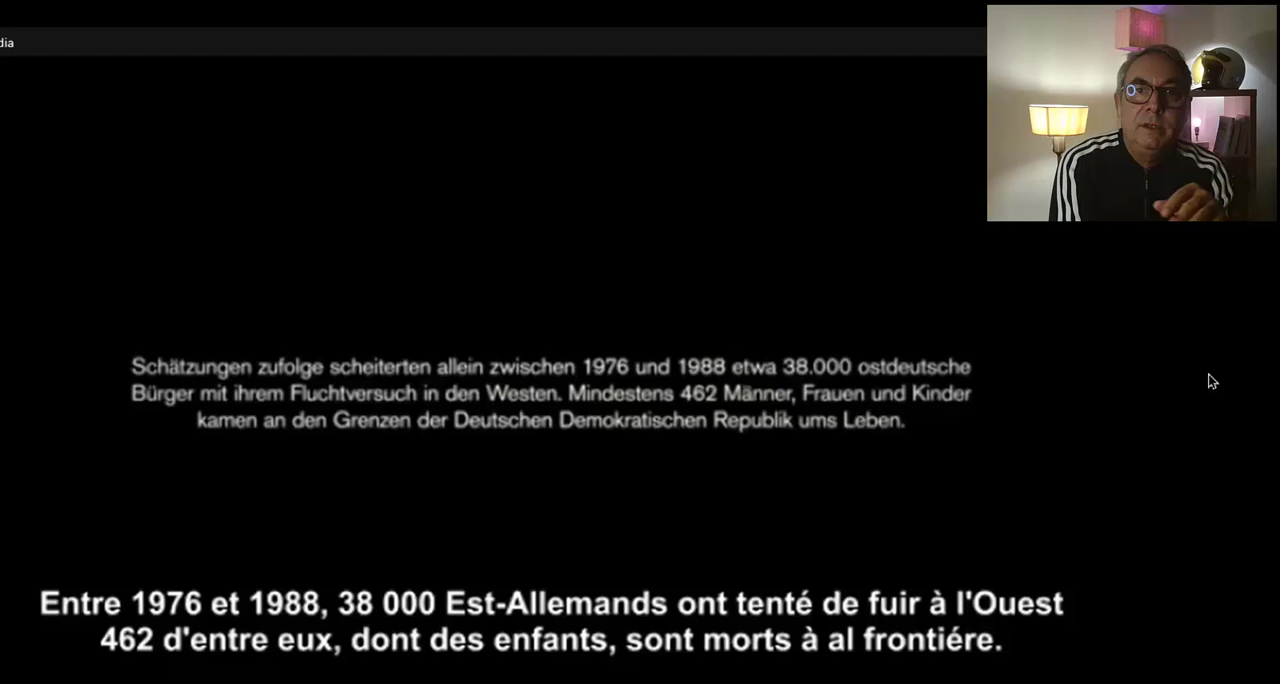 dia
Schätzungen zufolge scheiterten allein zwischen 1976 und 1988 etwa 38.000 ostdeutsche
Bürger mit ihrem Fluchtversuch in den Westen. Mindestens 462 Männer, Frauen und Kinder
kamen an den Grenzen der Deutschen Demokratischen Republik ums Leben.
Entre 1976 et 1988, 38 000 Est-Allemands ont tenté de fuir à l'Ouest
462 d'entre eux, dont des enfants, sont morts à al frontiére.